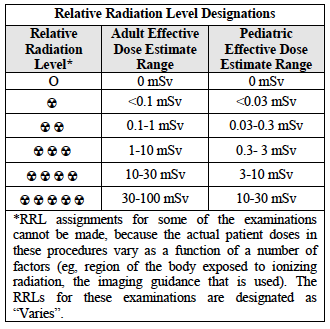 Relative Radiation Level Designations
Relative Radiation Level* Adult Effective Dose Estimate Range Pediatric Effective Dose Estimate Range
O 0 mSv 0 mSv
☢ <0.1 mSv <0.03 mSv
☢ ☢ 0.1-1 mSv 0.03-0.3 mSv
☢ ☢ ☢ 1-10 mSv 0.3- 3 mSv
☢ ☢ ☢ ☢ 10-30 mSv 3-10 mSv
☢ ☢ ☢ ☢ ☢ 30-100 mSv 10-30 mSv
*RRL assignments for some of the examinations
cannot be made, because the actual patient doses in
these procedures vary as a function of a number of
factors (eg, region of the body exposed to ionizing
radiation, the imaging guidance that is used). The
RRLs for these examinations are designated as
“Varies”.